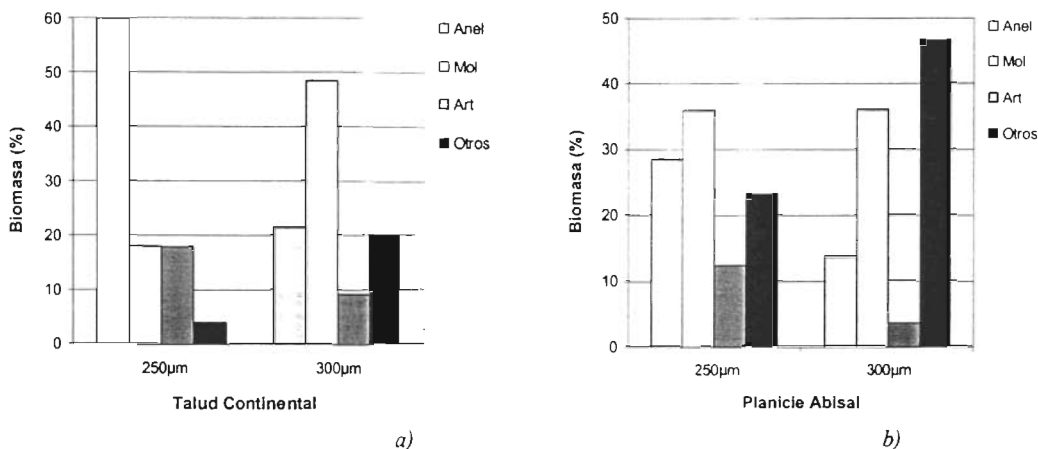 60
50
40
30
20
10
0
Biomasa (%)
250µm
300µm
Talud Continental
Anel
Mol
Art
Otros
a)
50
40
30
20
10
0
Biomasa (%)
250µm
300µm
Planicie Abisal
Anel
Mol
Art
Otros
b)